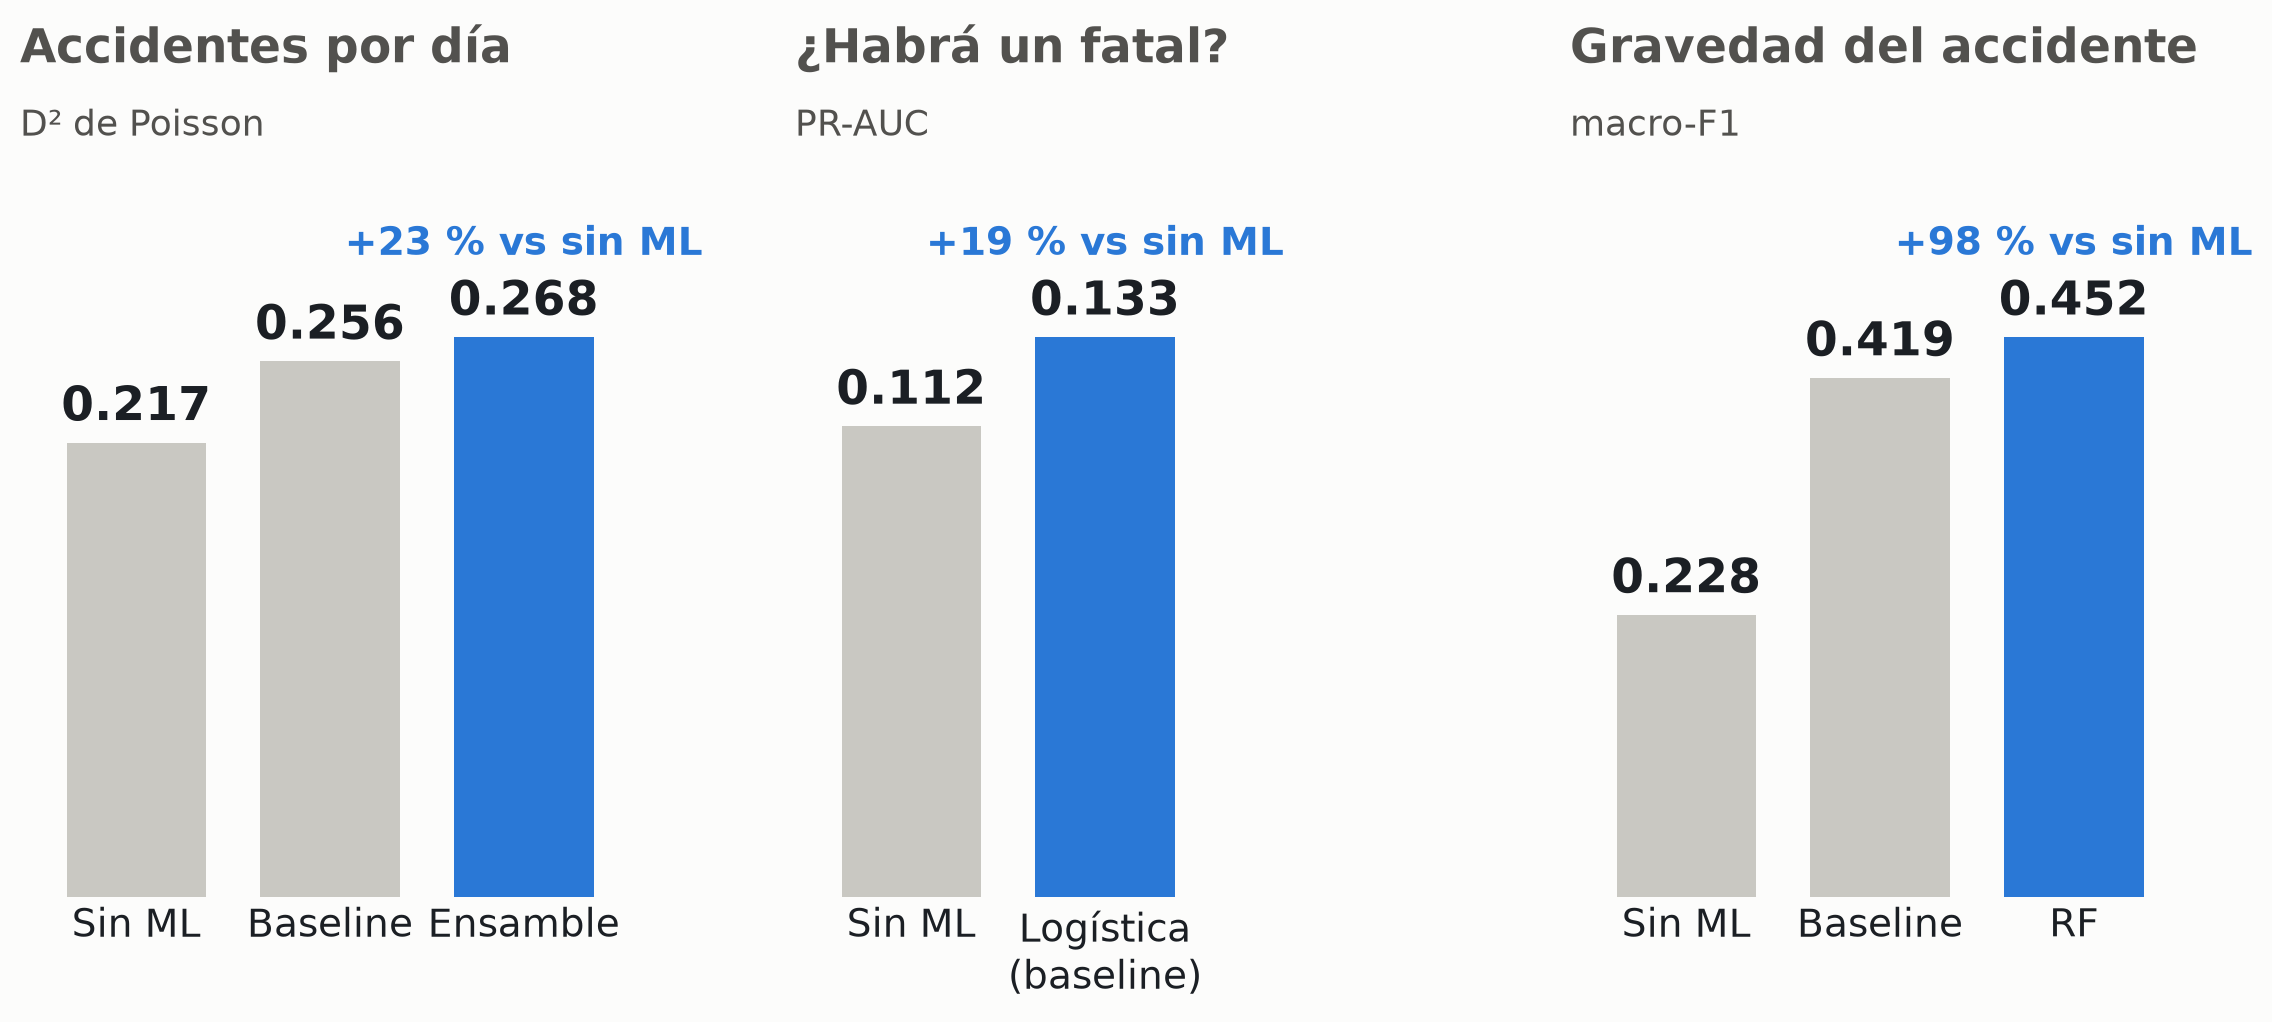 Accidentes por día
D² de Poisson
+23 % vs sin ML
0.217
0.256
0.268
Sin ML
Baseline
Ensamble
¿Habrá un fatal?
PR-AUC
+19 % vs sin ML
0.112
0.133
Sin ML
Logística
(baseline)
Gravedad del accidente
macro-F1
+98 % vs sin ML
0.228
0.419
0.452
Sin ML
Baseline
RF